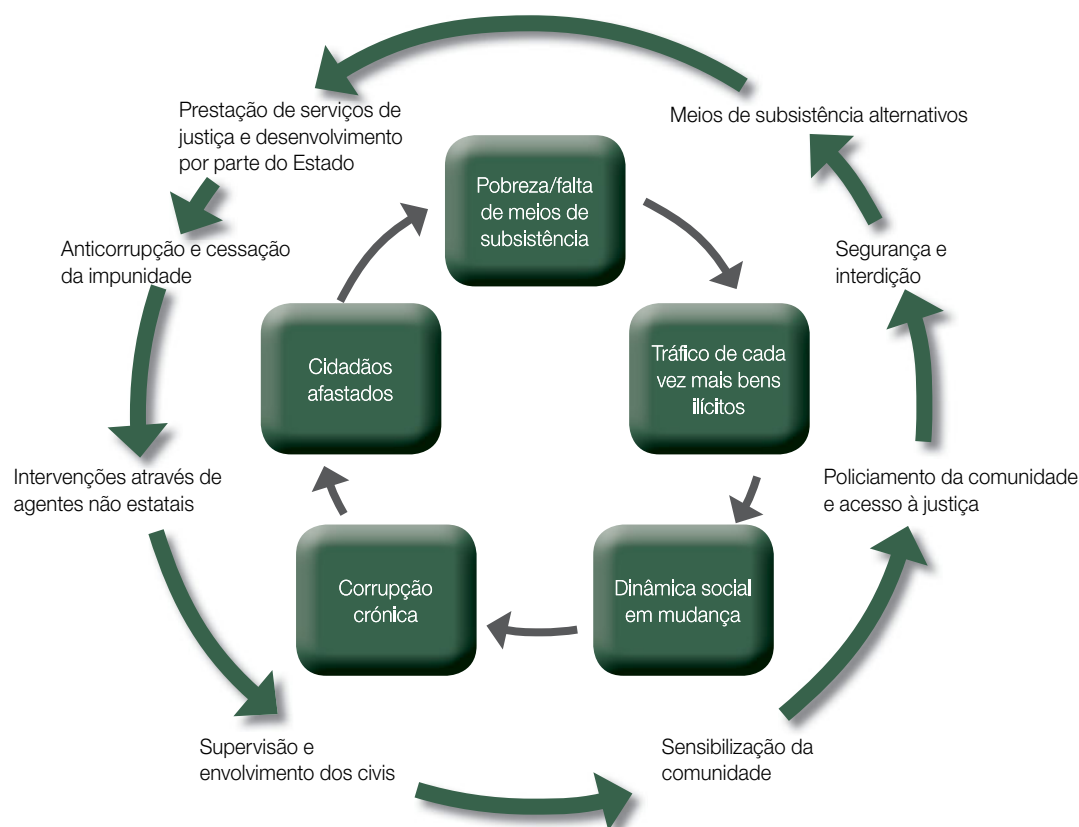 Prestação de serviços de
justiça e desenvolvimento
por parte do Estado
Meios de subsistência alternativos
Pobreza/falta
de meios de
subsistência
Anticorrupção e cessação
da impunidade
Segurança e
interdição
Cidadãos
afastados
Tráfico de cada
vez mais bens
ilícitos
Intervenções através de
agentes não estatais
Policiamento da comunidade
e acesso à justiça
Corrupção
crónica
Dinâmica social
em mudança
Supervisão e
envolvimento dos civis
Sensibilização da
comunidade